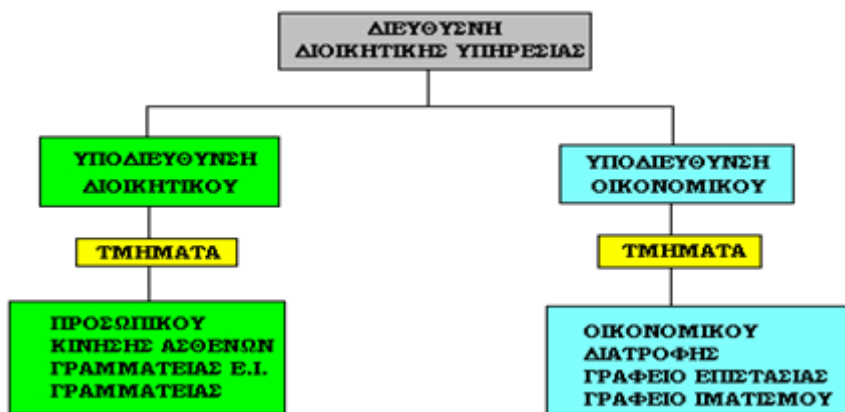 ΔΙΕΥΘΥΣΝΗ
ΔΙΟΙΚΗΤΙΚΗΣ ΥΠΗΡΕΣΙΑΣ
ΥΠΟΔΙΕΥΘΥΝΣΗ
ΔΙΟΙΚΗΤΙΚΟΥ
ΤΜΗΜΑΤΑ
ΠΡΟΣΩΠΙΚΟΥ
ΚΙΝΗΣΗΣ ΑΣΘΕΝΩΝ
ΓΡΑΜΜΑΤΕΙΑΣ Ε.Ι.
ΓΡΑΜΜΑΤΕΙΑΣ
ΥΠΟΔΙΕΥΘΥΝΣΗ
ΟΙΚΟΝΟΜΙΚΟΥ
ΤΜΗΜΑΤΑ
ΟΙΚΟΝΟΜΙΚΟΥ
ΔΙΑΤΡΟΦΗΣ
ΓΡΑΦΕΙΟ ΕΠΙΣΤΑΣΙΑΣ
ΓΡΑΦΕΙΟ ΙΜΑΤΙΣΜΟΥ